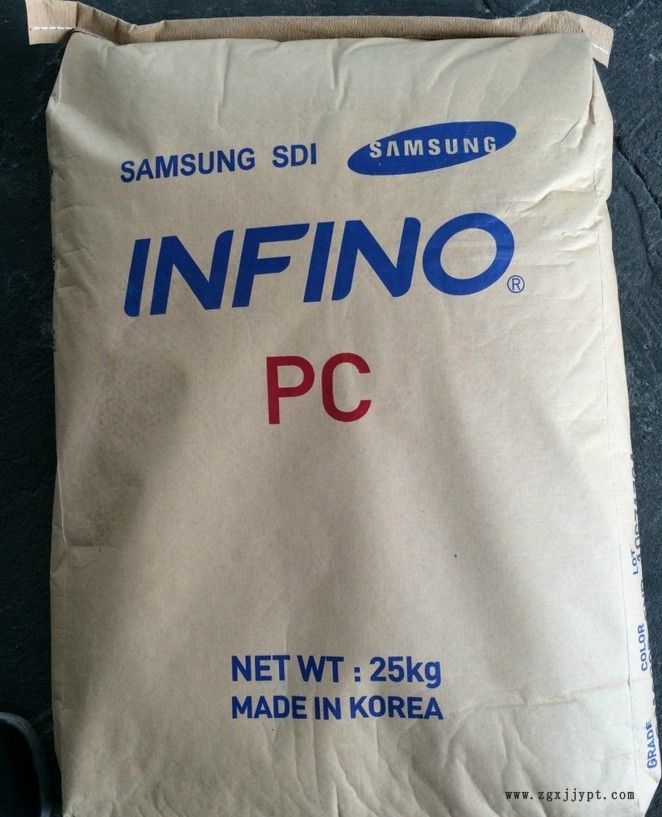 SAMSUNG SDI SAMSUNG
INFINO®
PC
NET WT : 25kg
MADE IN KOREA
GRADE
COLOR
LOT
www.zgxjjypt.com